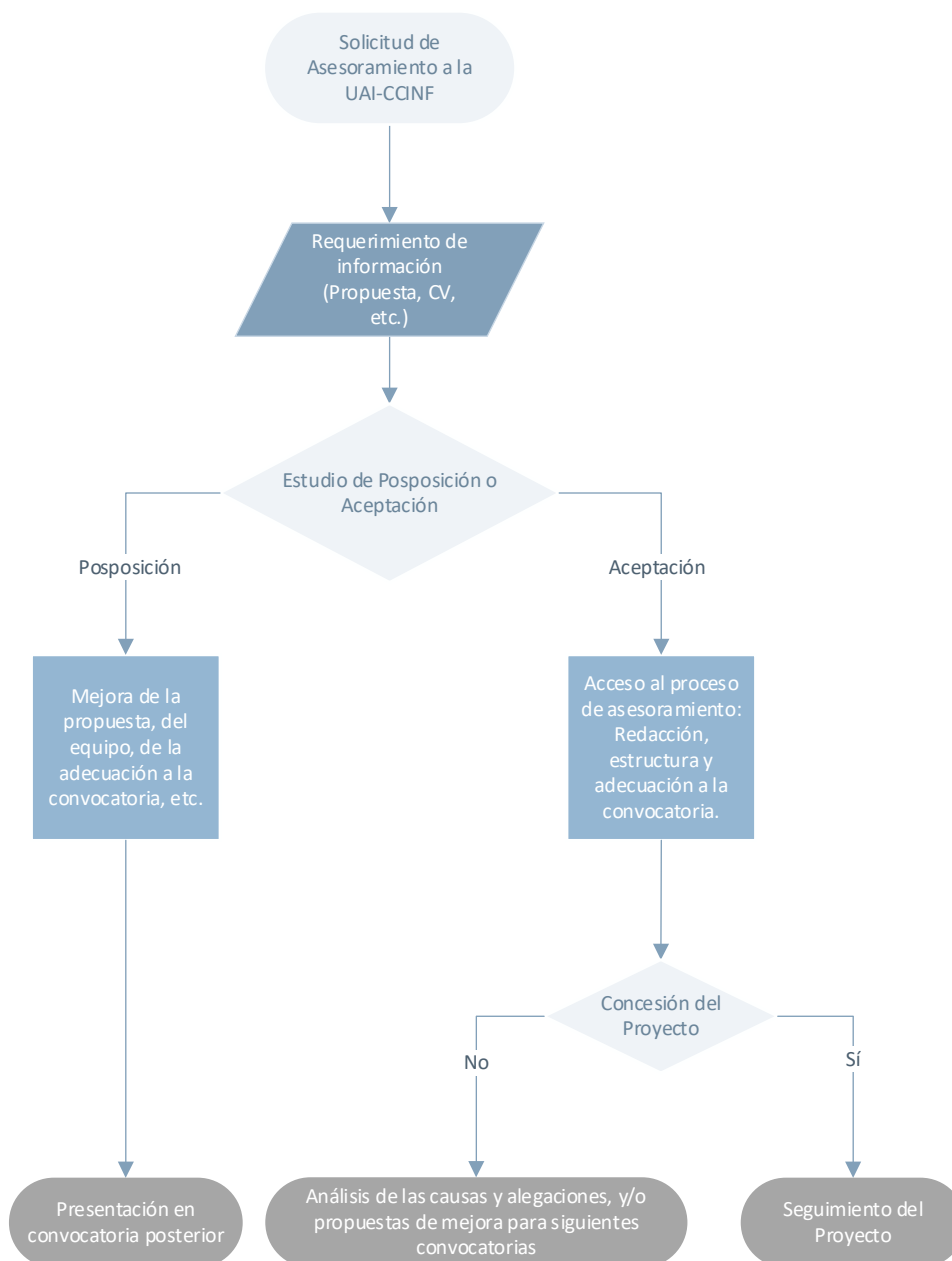 Solicitud de
Asesoramiento a la
UAI-CCINF
Requerimiento de
información
(Propuesta, CV,
etc.)
Estudio de Posposición o
Aceptación
Posposición
Aceptación
Mejora de la
propuesta, del
equipo, de la
adecuación a la
convocatoria, etc.
Acceso al proceso
de asesoramiento:
Redacción,
estructura y
adecuación a la
convocatoria.
Concesión del
Proyecto
No
Sí
Presentación en
convocatoria posterior
Análisis de las causas y alegaciones, y/o
propuestas de mejora para siguientes
convocatorias
Seguimiento del
Proyecto